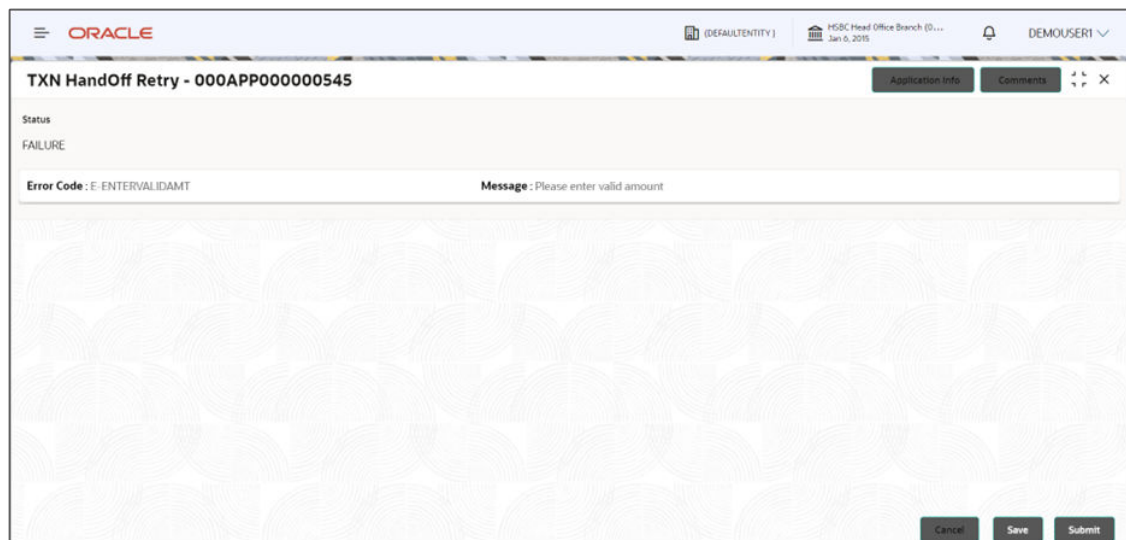 ORACLE
(DEFAULTENTITY)
HSBC Head Office Branch (0...
Jan 6, 2015
DEMOUSER1
TXN HandOff Retry - 000APP000000545
Application Info
Comments
Status
FAILURE
Error Code : E-ENTERVALIDAMT
Message : Please enter valid amount
Cancel
Save
Submit